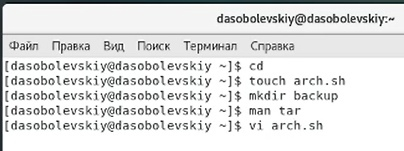 dasobolevskiy@dasobolevskiy:~
Файл Правка Вид Поиск Терминал Справка
[dasobolevskiy@dasobolevskiy ~]$ cd
[dasobolevskiy@dasobolevskiy ~]$ touch arch.sh
[dasobolevskiy@dasobolevskiy ~]$ mkdir backup
[dasobolevskiy@dasobolevskiy ~]$ man tar
[dasobolevskiy@dasobolevskiy ~]$ vi arch.sh